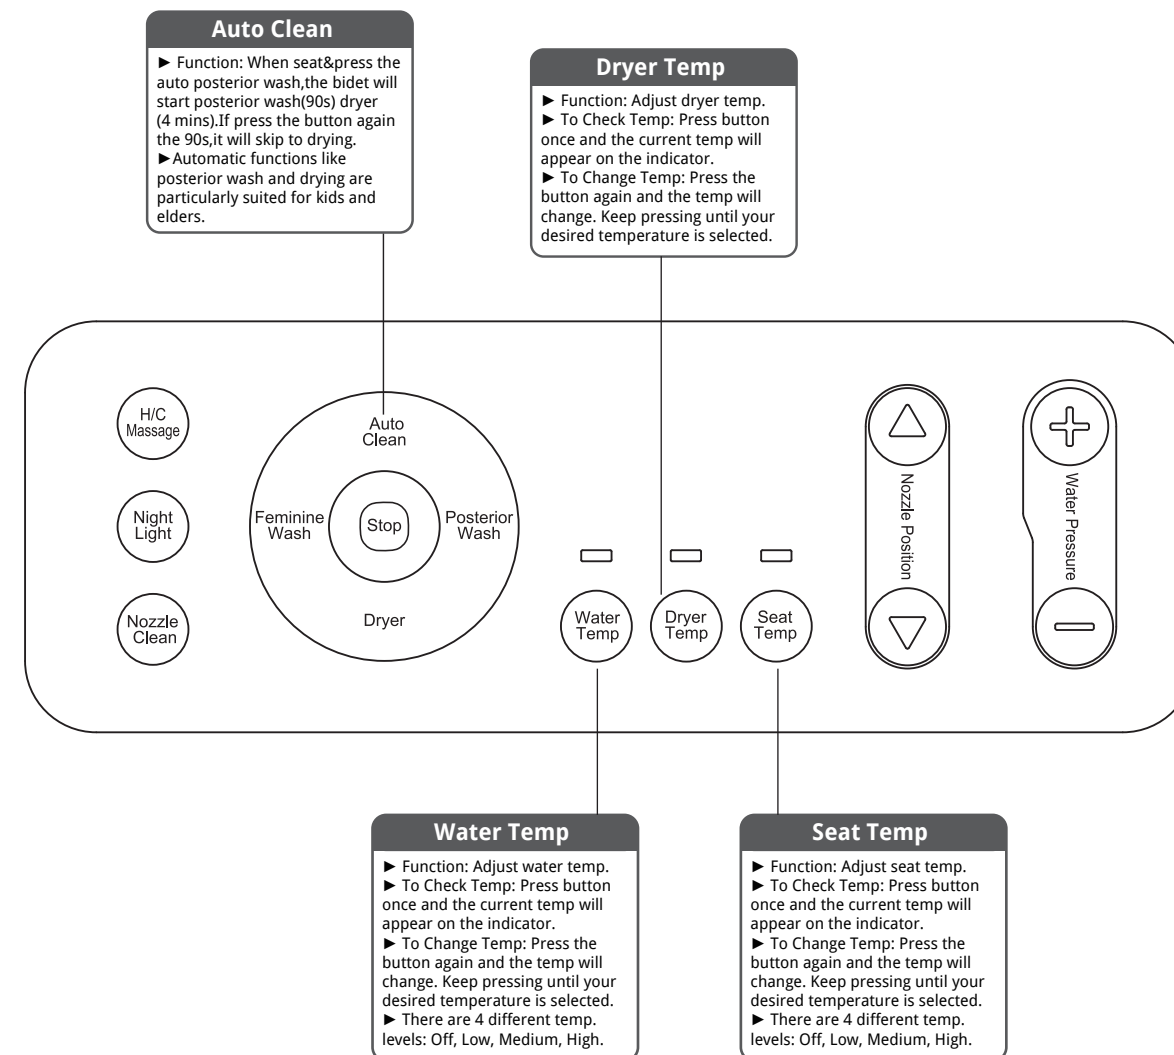 Auto Clean
► Function: When seat&press the
auto posterior wash,the bidet will
start posterior wash(90s) dryer
(4 mins).If press the button again
the 90s,it will skip to drying.
►Automatic functions like
posterior wash and drying are
particularly suited for kids and
elders.
Dryer Temp
► Function: Adjust dryer temp.
► To Check Temp: Press button
once and the current temp will
appear on the indicator.
► To Change Temp: Press the
button again and the temp will
change. Keep pressing until your
desired temperature is selected.
H/C
Massage
Night
Light
Nozzle
Clean
Auto
Clean
Feminine
Wash
Stop
Posterior
Wash
Dryer
Water
Temp
Dryer
Temp
Seat
Temp
Nozzle Position
Water Pressure
Water Temp
► Function: Adjust water temp.
► To Check Temp: Press button
once and the current temp will
appear on the indicator.
► To Change Temp: Press the
button again and the temp will
change. Keep pressing until your
desired temperature is selected.
► There are 4 different temp.
levels: Off, Low, Medium, High.
Seat Temp
► Function: Adjust seat temp.
► To Check Temp: Press button
once and the current temp will
appear on the indicator.
► To Change Temp: Press the
button again and the temp will
change. Keep pressing until your
desired temperature is selected.
► There are 4 different temp.
levels: Off, Low, Medium, High.